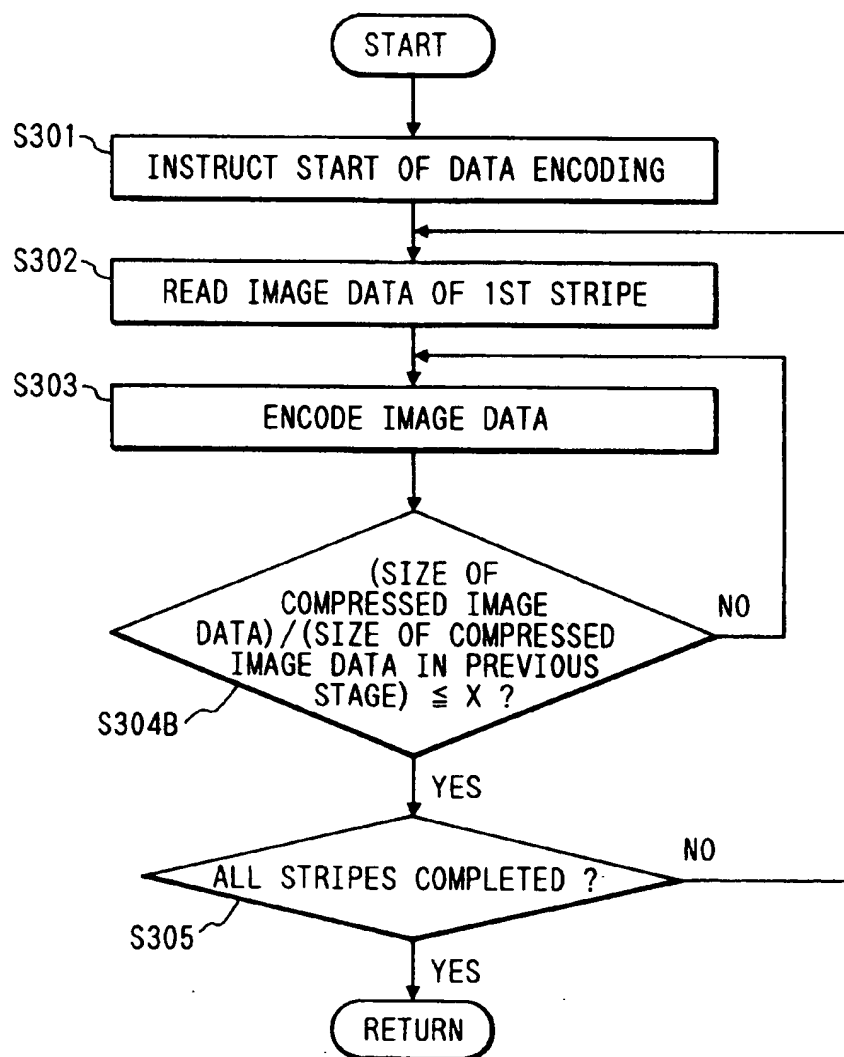 START
S301
INSTRUCT START OF DATA ENCODING
S302
READ IMAGE DATA OF 1ST STRIPE
S303
ENCODE IMAGE DATA
(SIZE OF
COMPRESSED IMAGE
DATA)/(SIZE OF COMPRESSED
IMAGE DATA IN PREVIOUS
STAGE) ≦ X ?
NO
S304B
YES
ALL STRIPES COMPLETED ?
NO
S305
YES
RETURN